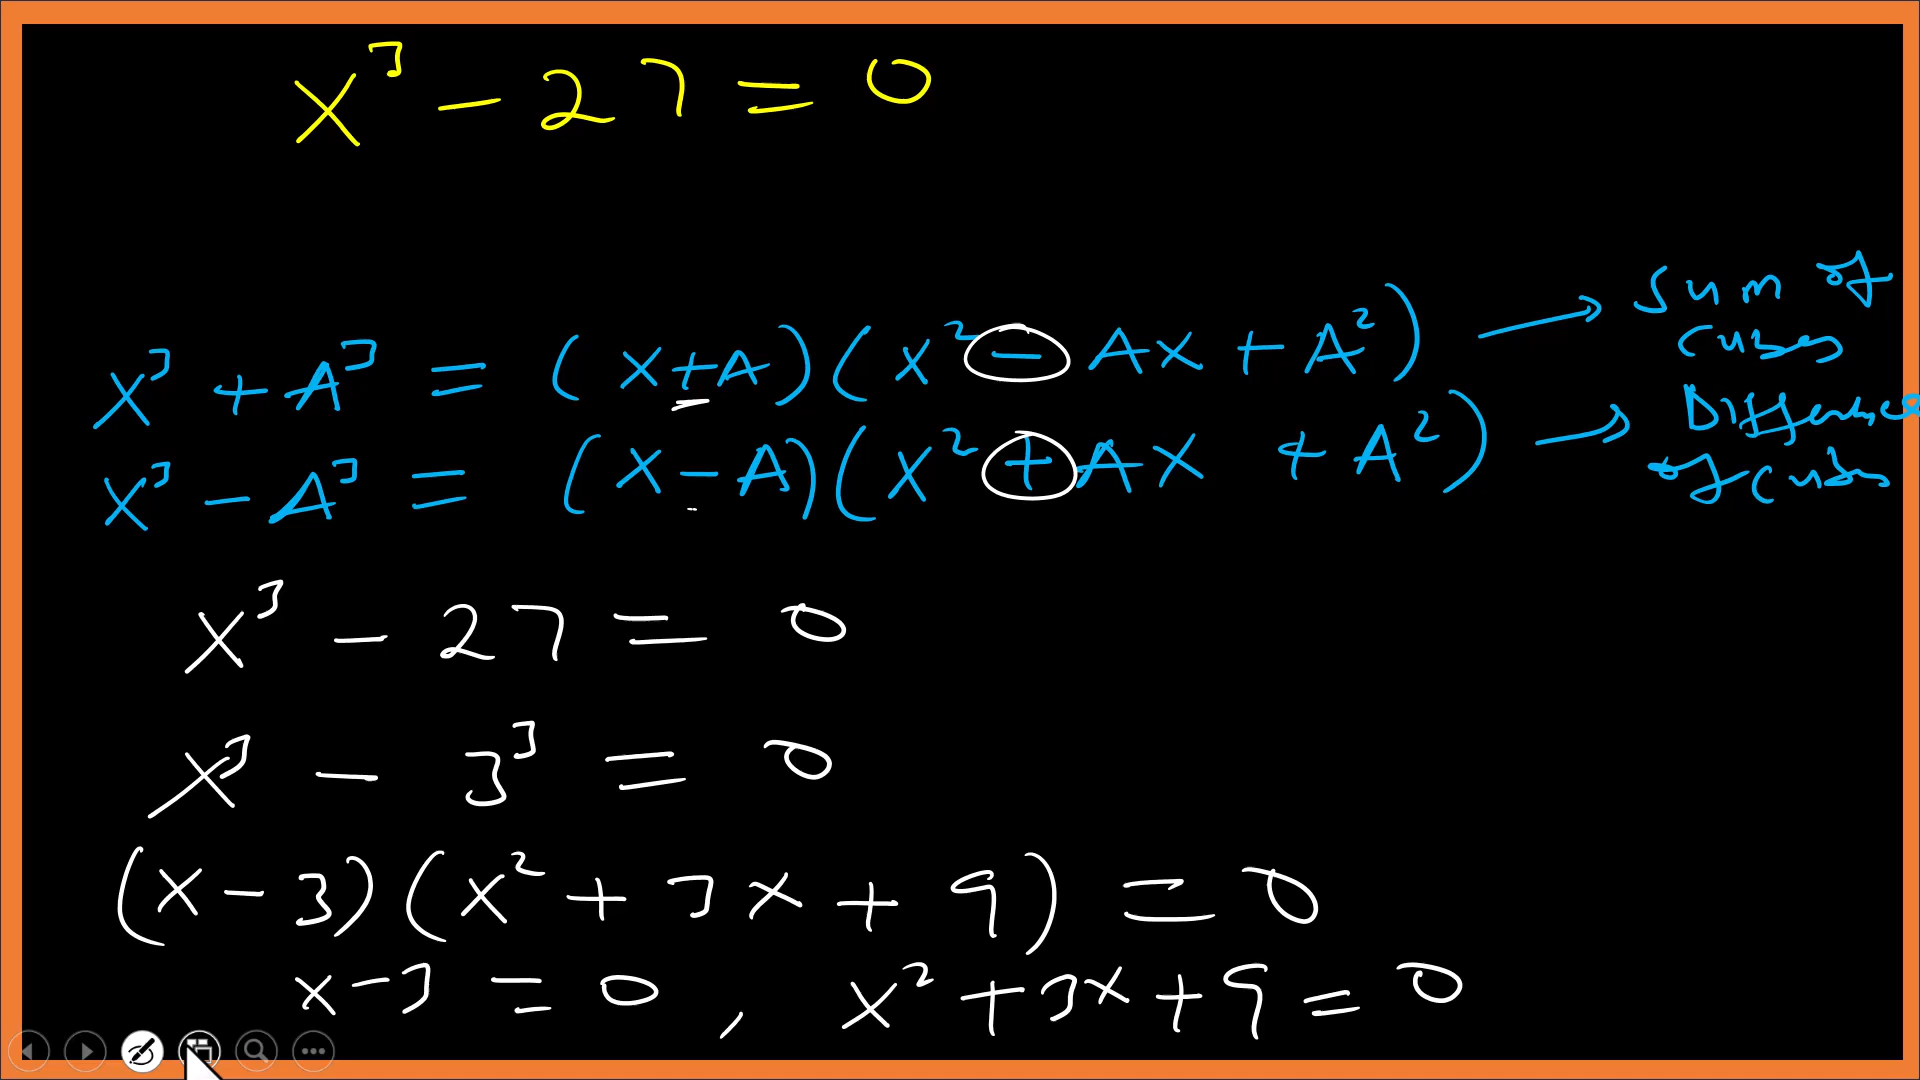 x³ - 27 = 0
x³ + A³ = (x+A)(x² - Ax + A²) → Sum of cubes
x³ - A³ = (x - A)(x² + Ax + A²) → Difference of cubes
x³ - 27 = 0
x³ - 3³ = 0
(x - 3)(x² + 3x + 9) = 0
x - 3 = 0 , x² + 3x + 9 = 0